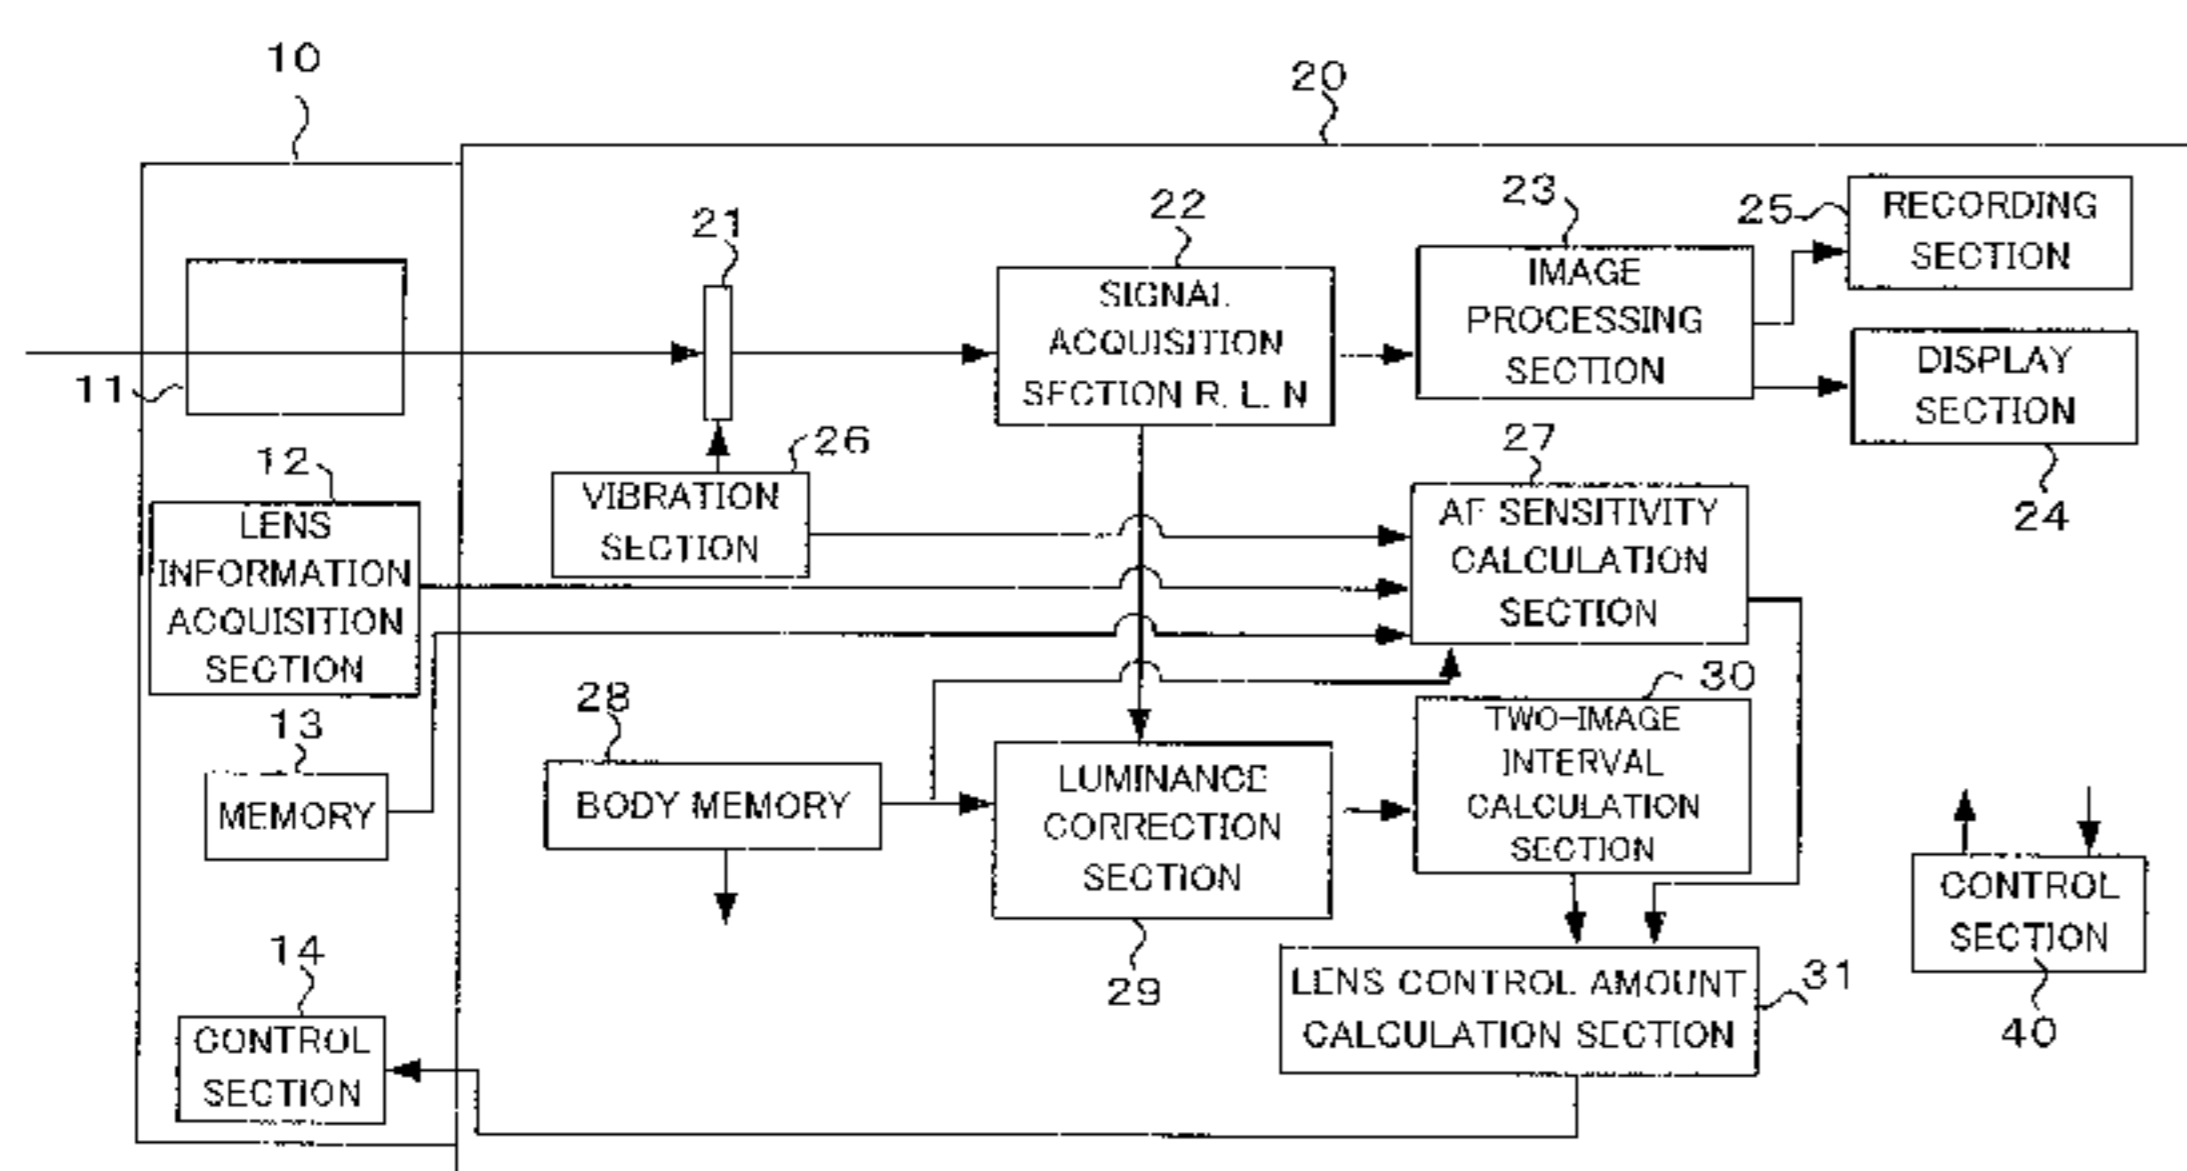 10
20
11
21
22
SIGNAL
ACQUISITION
SECTION R. L. N
23
IMAGE
PROCESSING
SECTION
25
RECORDING
SECTION
DISPLAY
SECTION
24
12
LENS
INFORMATION
ACQUISITION
SECTION
26
VIBRATION
SECTION
27
AF SENSITIVITY
CALCULATION
SECTION
13
MEMORY
28
BODY MEMORY
LUMINANCE
CORRECTION
SECTION
29
30
TWO-IMAGE
INTERVAL
CALCULATION
SECTION
14
CONTROL
SECTION
LENS CONTROL AMOUNT
CALCULATION SECTION
31
CONTROL
SECTION
40